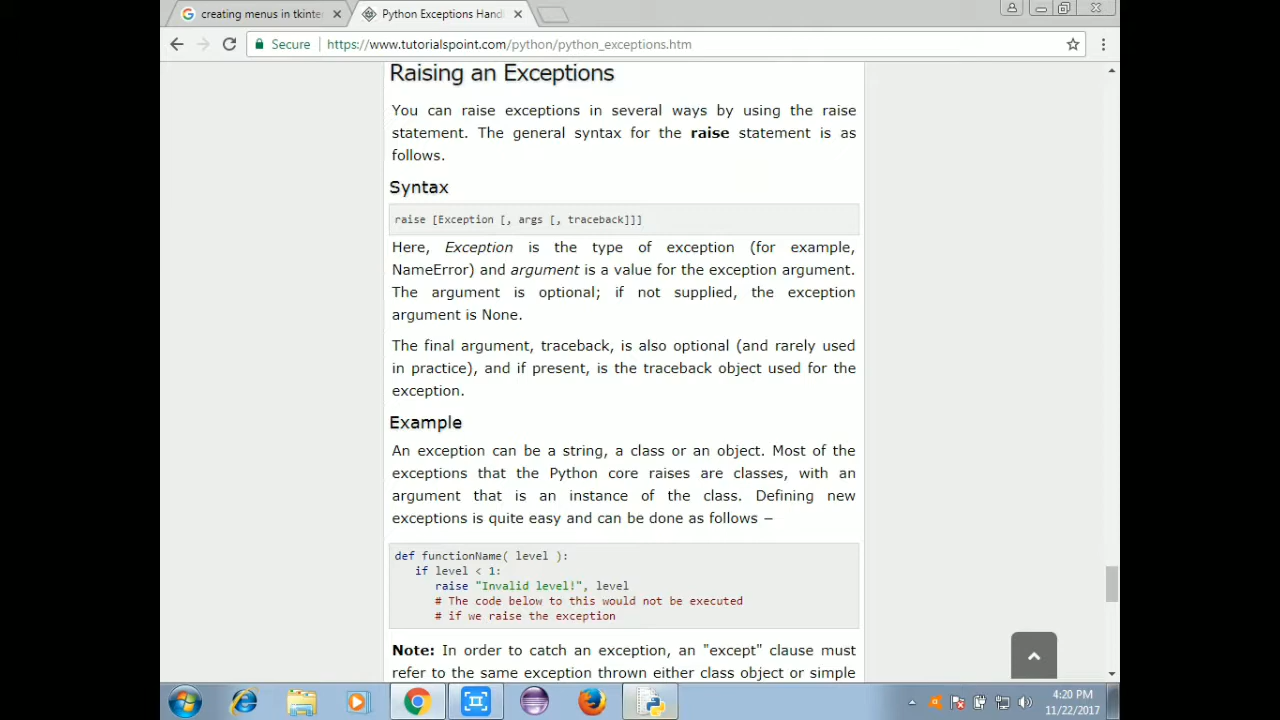 creating menus in tkinte
Python Exceptions Handl
Secure
https://www.tutorialspoint.com/python/python_exceptions.htm
Raising an Exceptions
You can raise exceptions in several ways by using the raise
statement. The general syntax for the raise statement is as
follows.
Syntax
raise [Exception [, args [, traceback]]]
Here, Exception is the type of exception (for example,
NameError) and argument is a value for the exception argument.
The argument is optional; if not supplied, the exception
argument is None.
The final argument, traceback, is also optional (and rarely used
in practice), and if present, is the traceback object used for the
exception.
Example
An exception can be a string, a class or an object. Most of the
exceptions that the Python core raises are classes, with an
argument that is an instance of the class. Defining new
exceptions is quite easy and can be done as follows –
def functionName( level ):
if level < 1:
raise "Invalid level!", level
# The code below to this would not be executed
# if we raise the exception
Note: In order to catch an exception, an "except" clause must
refer to the same exception thrown either class object or simple
4:20 PM
11/22/2017